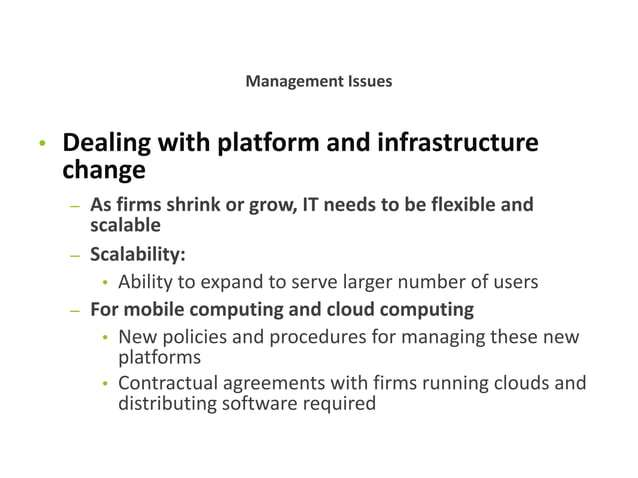 Management Issues
• Dealing with platform and infrastructure
change
– As firms shrink or grow, IT needs to be flexible and
scalable
– Scalability:
• Ability to expand to serve larger number of users
– For mobile computing and cloud computing
• New policies and procedures for managing these new
platforms
• Contractual agreements with firms running clouds and
distributing software required